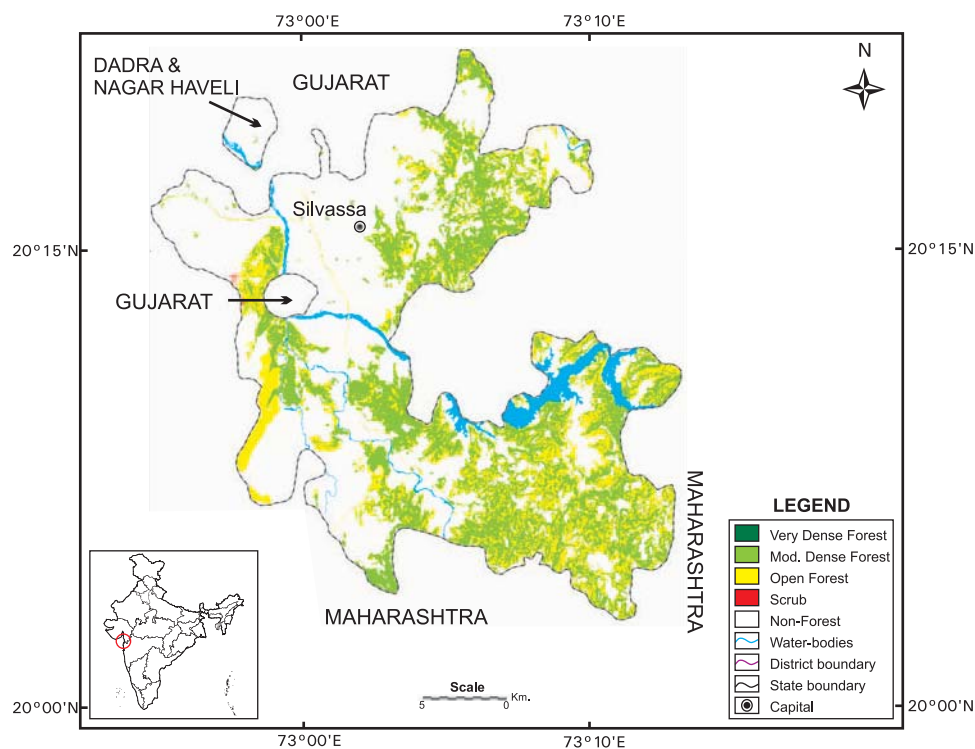 73°00'E
73°10'E
DADRA &
NAGAR HAVELI
GUJARAT
N
Silvassa
20°15'N
20°15'N
GUJARAT
MAHARASHTRA
MAHARASHTRA
LEGEND
Very Dense Forest
Mod. Dense Forest
Open Forest
Scrub
Non-Forest
Water-bodies
District boundary
State boundary
Capital
Scale
5 0 Km.
20°00'N
20°00'N
73°00'E
73°10'E